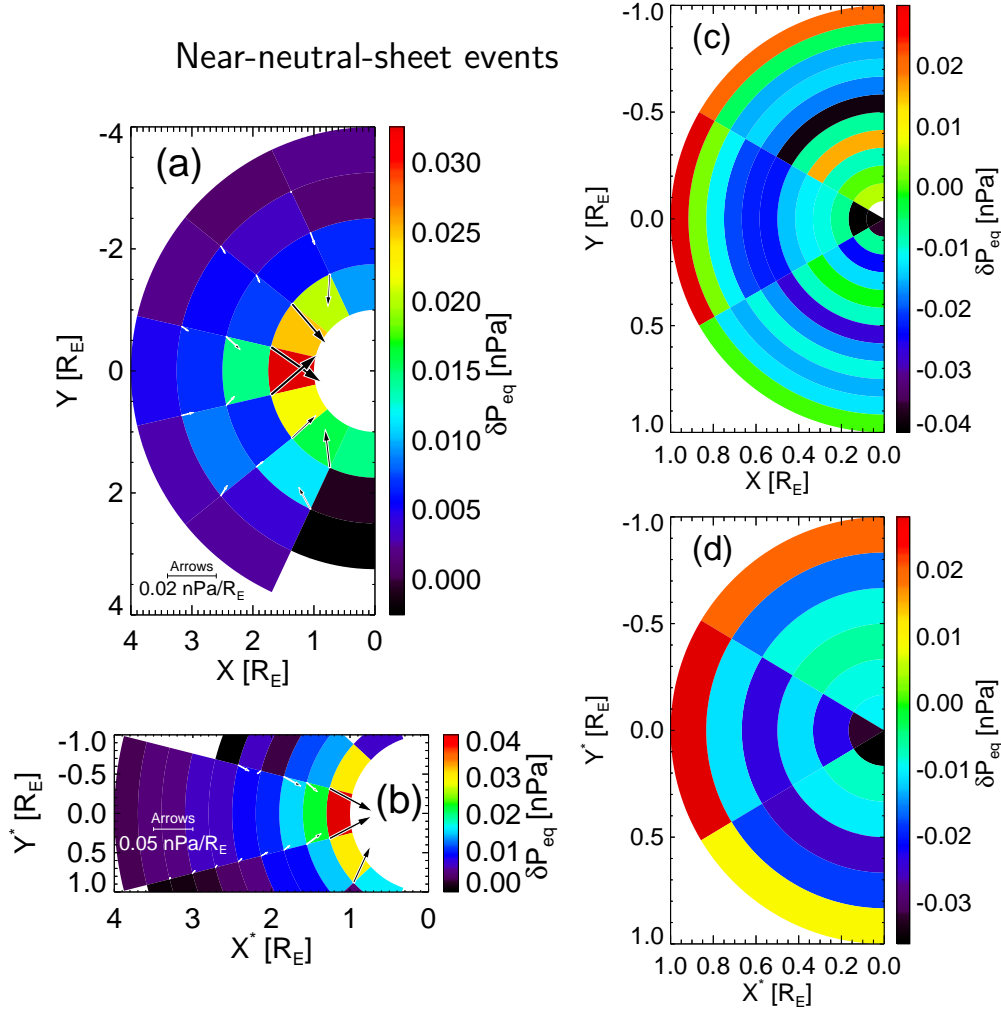 Near-neutral-sheet events
(a)
-4
-2
0
2
4
Y [R_E]
4 3 2 1 0
X [R_E]
Arrows
0.02 nPa/R_E
0.030
0.025
0.020
0.015
0.010
0.005
0.000
δP_eq [nPa]
(b)
-1.0
-0.5
0.0
0.5
1.0
Y^* [R_E]
4 3 2 1 0
X^* [R_E]
Arrows
0.05 nPa/R_E
0.04
0.03
0.02
0.01
0.00
δP_eq [nPa]
(c)
-1.0
-0.5
0.0
0.5
1.0
Y [R_E]
1.0 0.8 0.6 0.4 0.2 0.0
X [R_E]
0.02
0.01
0.00
-0.01
-0.02
-0.03
-0.04
δP_eq [nPa]
(d)
-1.0
-0.5
0.0
0.5
1.0
Y^* [R_E]
1.0 0.8 0.6 0.4 0.2 0.0
X^* [R_E]
0.02
0.01
0.00
-0.01
-0.02
-0.03
δP_eq [nPa]